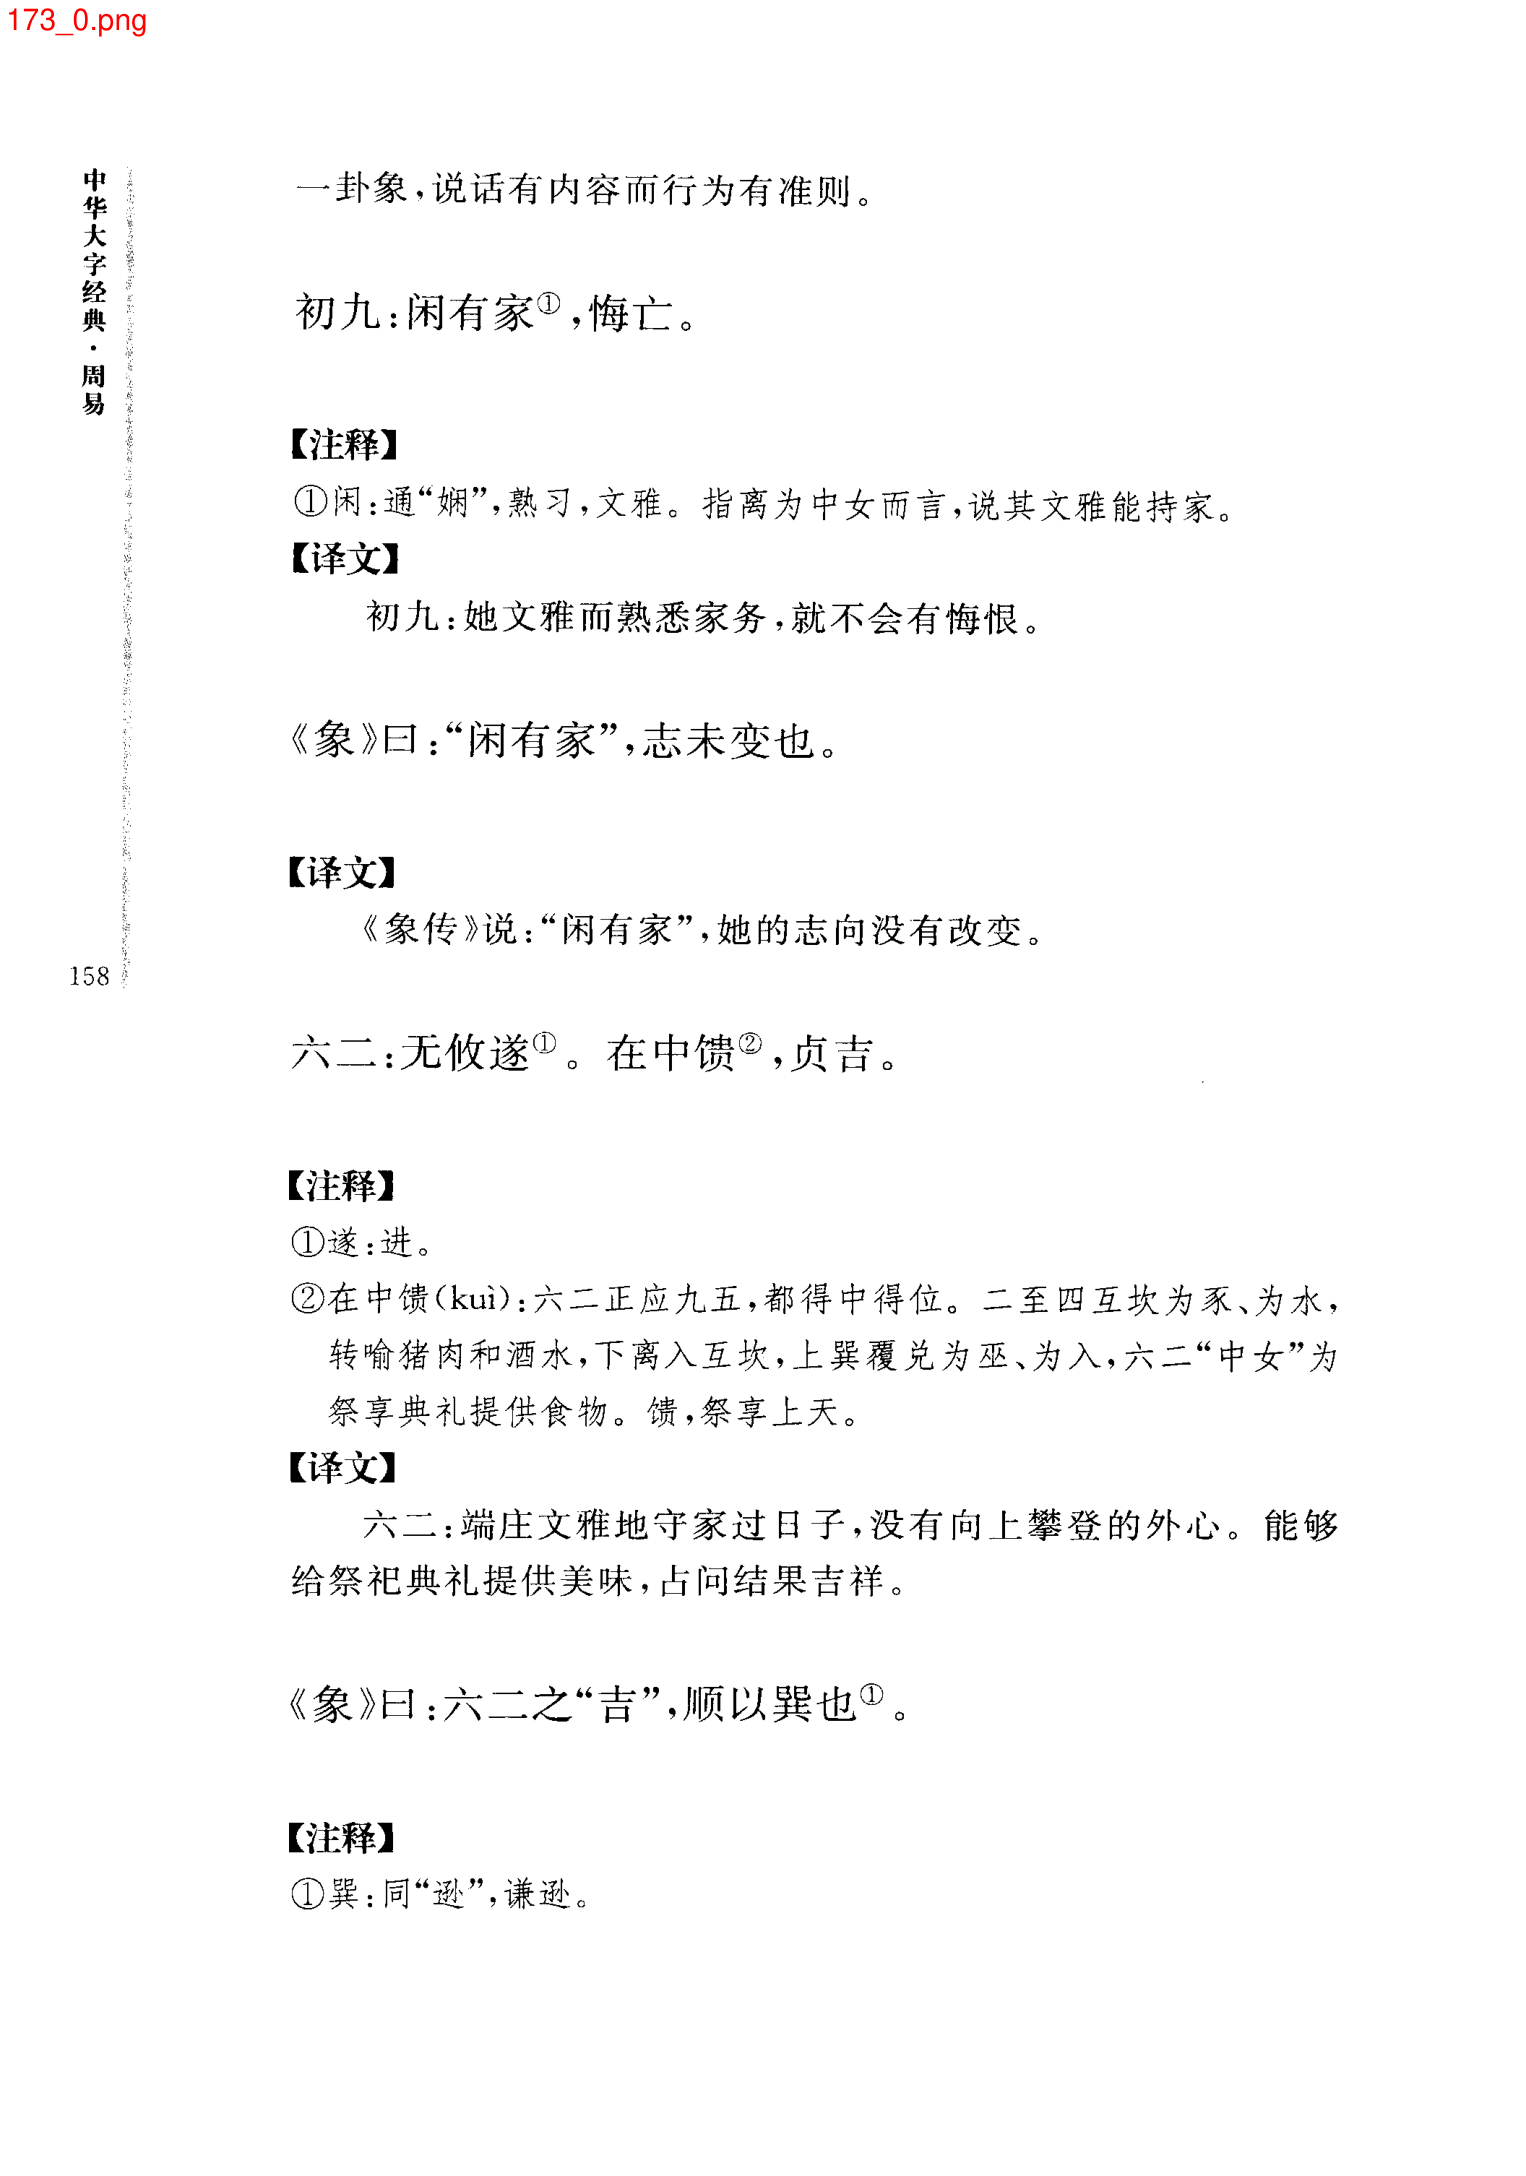 173_0.png
中华大字经典·周易
158
一卦象，说话有内容而行为有准则。
初九：闲有家①，悔亡。
【注释】
①闲：通“娴”，熟习，文雅。指离为中女而言，说其文雅能持家。
【译文】
初九：她文雅而熟悉家务，就不会有悔恨。
《象》曰：“闲有家”，志未变也。
【译文】
《象传》说：“闲有家”，她的志向没有改变。
六二：无攸遂①。在中馈②，贞吉。
【注释】
①遂：进。
②在中馈(kuì)：六二正应九五，都得中得位。二至四互坎为豕、为水，
转喻猪肉和酒水，下离入互坎，上巽覆兑为巫、为入，六二“中女”为
祭享典礼提供食物。馈，祭享上天。
【译文】
六二：端庄文雅地守家过日子，没有向上攀登的外心。能够
给祭祀典礼提供美味，占问结果吉祥。
《象》曰：六二之“吉”，顺以巽也①。
【注释】
①巽：同“逊”，谦逊。